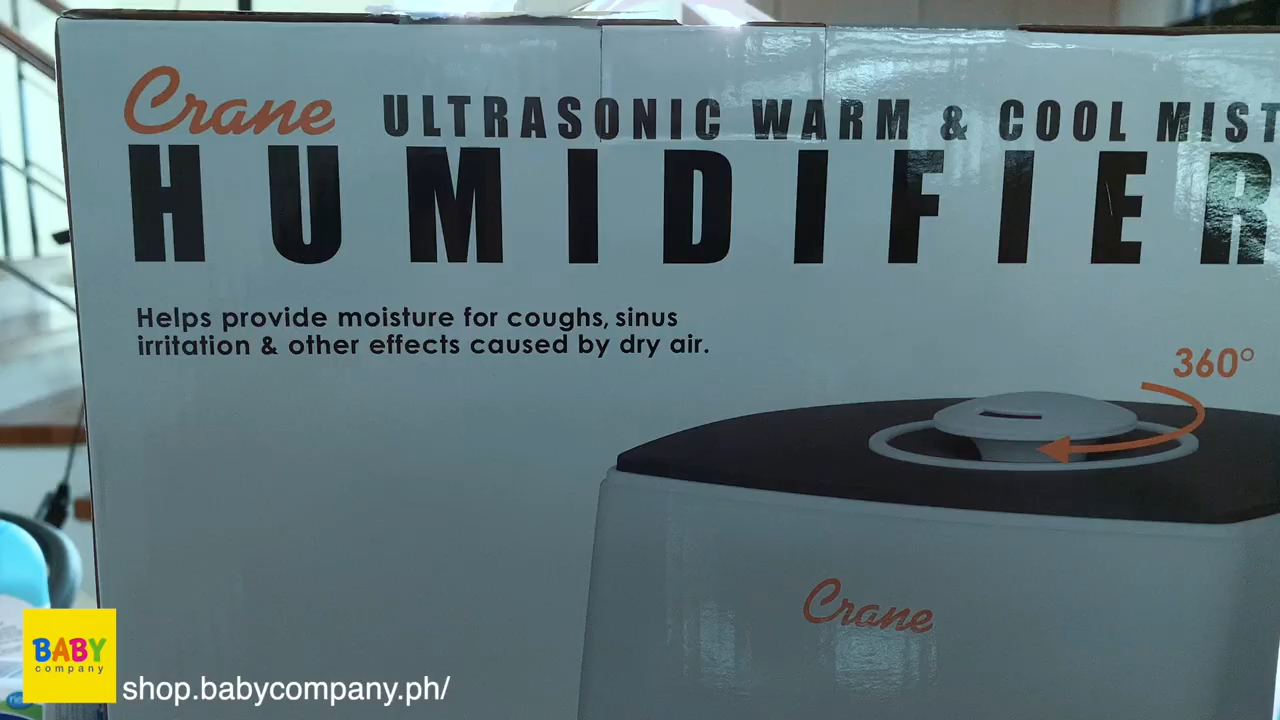 Crane ULTRASONIC WARM & COOL MIST
HUMIDIFIER
Helps provide moisture for coughs, sinus
irritation & other effects caused by dry air.
360°
Crane
BABY
company
shop.babycompany.ph/